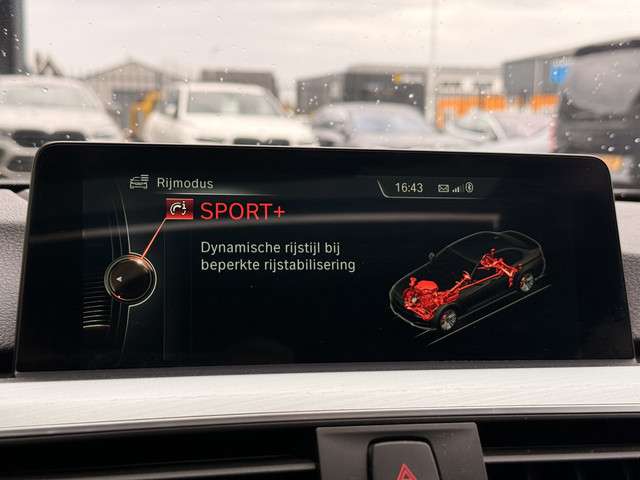 Rijmodus
16:43
SPORT+
Dynamische rijstijl bij
beperkte rijstabilisering